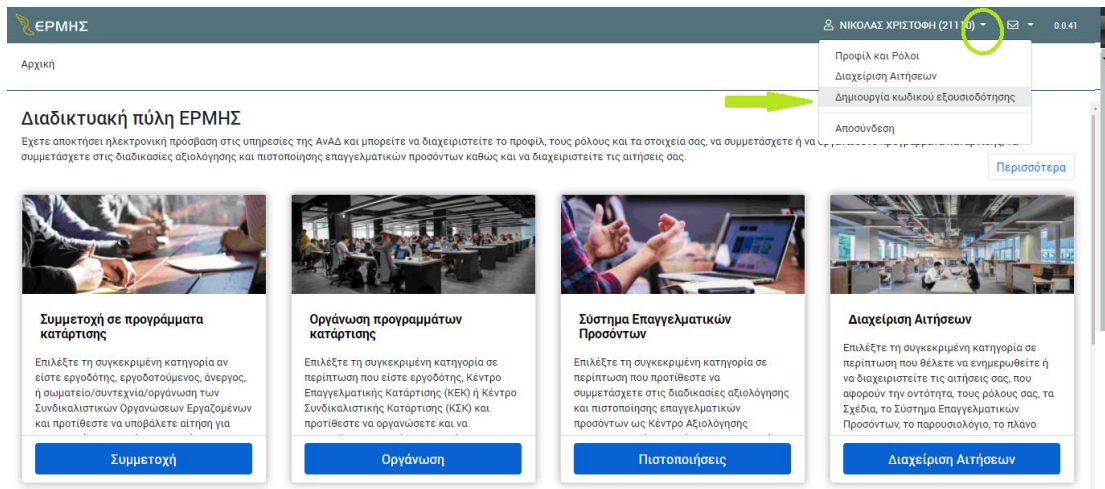 ΕΡΜΗΣ
ΝΙΚΟΛΑΣ ΧΡΙΣΤΟΦΗ (21110)
0.0.41
Αρχική
Προφίλ και Ρόλοι
Διαχείριση Αιτήσεων
Δημιουργία κωδικού εξουσιοδότησης
Αποσύνδεση
Διαδικτυακή πύλη ΕΡΜΗΣ
Έχετε αποκτήσει ηλεκτρονική πρόσβαση στις υπηρεσίες της ΑνΑΔ και μπορείτε να διαχειριστείτε το προφίλ, τους ρόλους και τα στοιχεία σας, να συμμετάσχετε ή να
συμμετάσχετε στις διαδικασίες αξιολόγησης και πιστοποίησης επαγγελματικών προσόντων καθώς και να διαχειριστείτε τις αιτήσεις σας.
Περισσότερα
Συμμετοχή σε προγράμματα
κατάρτισης
Επιλέξτε τη συγκεκριμένη κατηγορία αν
είστε εργοδότης, εργοδοτούμενος, άνεργος,
ή σωματείο/συντεχνία/οργάνωση των
Συνδικαλιστικών Οργανώσεων Εργαζομένων
και προτίθεστε να υποβάλετε αίτηση για
Συμμετοχή
Οργάνωση προγραμμάτων
κατάρτισης
Επιλέξτε τη συγκεκριμένη κατηγορία σε
περίπτωση που είστε εργοδότης, Κέντρο
Επαγγελματικής Κατάρτισης (ΚΕΚ) ή Κέντρο
Συνδικαλιστικής Κατάρτισης (ΚΣΚ) και
προτίθεστε να οργανώσετε και να
Οργάνωση
Σύστημα Επαγγελματικών
Προσόντων
Επιλέξτε τη συγκεκριμένη κατηγορία σε
περίπτωση που προτίθεστε να
συμμετάσχετε στις διαδικασίες αξιολόγησης
και πιστοποίησης επαγγελματικών
προσόντων ως Κέντρο Αξιολόγησης
Πιστοποιήσεις
Διαχείριση Αιτήσεων
Επιλέξτε τη συγκεκριμένη κατηγορία σε
περίπτωση που θέλετε να ενημερωθείτε ή
να διαχειριστείτε τις αιτήσεις σας, που
αφορούν την οντότητα, τους ρόλους σας, τα
Σχέδια, το Σύστημα Επαγγελματικών
Προσόντων, το παρουσιολόγιο, το πλάνο
Διαχείριση Αιτήσεων